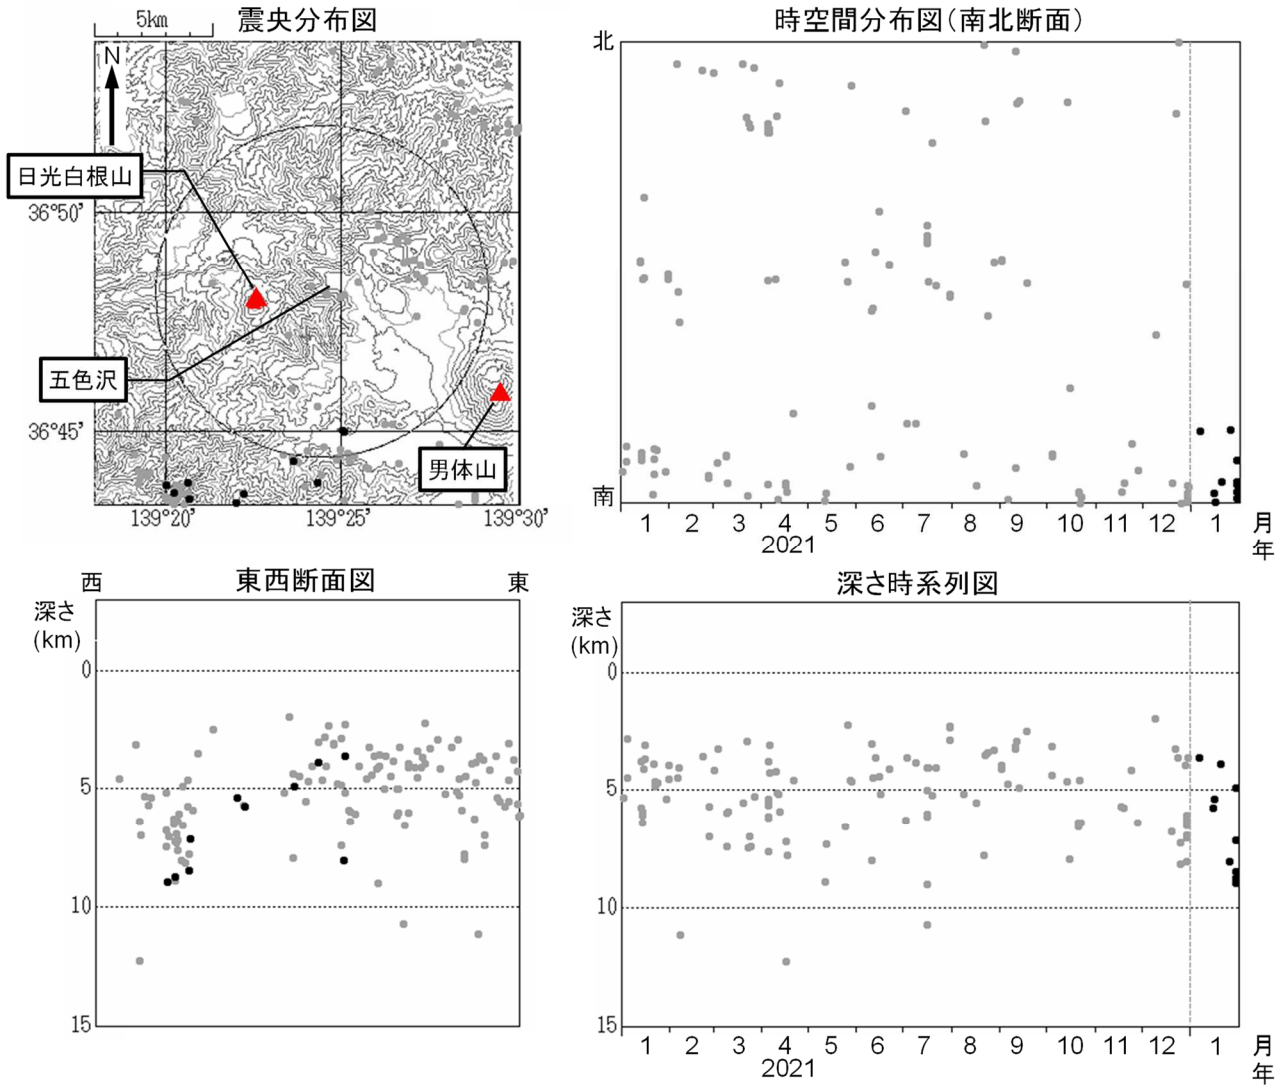 5km
震央分布図
N
日光白根山
36°50'
五色沢
36°45'
男体山
139°20'
139°25'
139°30'
時空間分布図(南北断面)
北
南
1 2 3 4 5 6 7 8 9 10 11 12 1 月
2021 年
西
東西断面図
東
深さ
(km)
0
5
10
15
深さ時系列図
深さ
(km)
0
5
10
15
1 2 3 4 5 6 7 8 9 10 11 12 1 月
2021 年